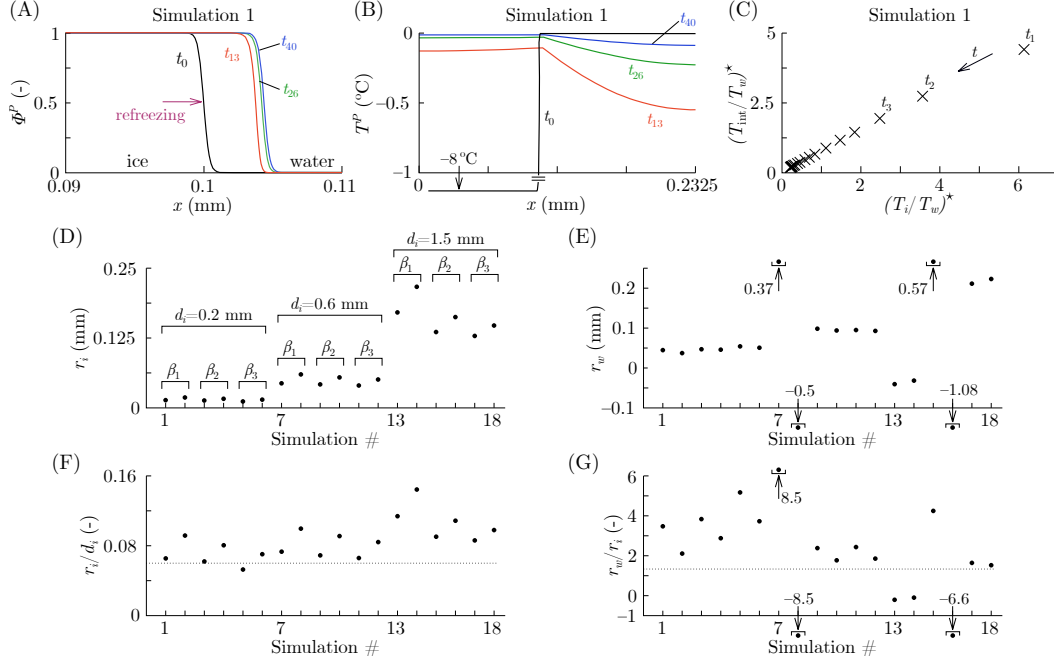 (A) Simulation 1
Φ^P (-)
1
0.5
0
t_0
t_13
t_40
t_26
refreezing
ice
water
0.09
0.1
0.11
x (mm)
(B) Simulation 1
T^P (°C)
0
−0.5
−1
t_40
t_26
t_0
t_13
−8 °C
0
0.2325
x (mm)
(C) Simulation 1
(T_int/T_w)^⋆
5
2.5
0
t
t_1
t_2
t_3
0
2
4
6
(T_i/T_w)^⋆
(D)
r_i (mm)
0.25
0.125
0
d_i=0.2 mm
β_1
β_2
β_3
d_i=0.6 mm
β_1
β_2
β_3
d_i=1.5 mm
β_1
β_2
β_3
1
7
13
18
Simulation #
(E)
r_w (mm)
0.2
0.1
0
−0.1
0.37
0.57
−0.5
−1.08
1
7
13
18
Simulation #
(F)
r_i/d_i (-)
0.16
0.08
0
1
7
13
18
Simulation #
(G)
r_w/r_i (-)
6
4
2
0
−1
8.5
−8.5
−6.6
1
7
13
18
Simulation #